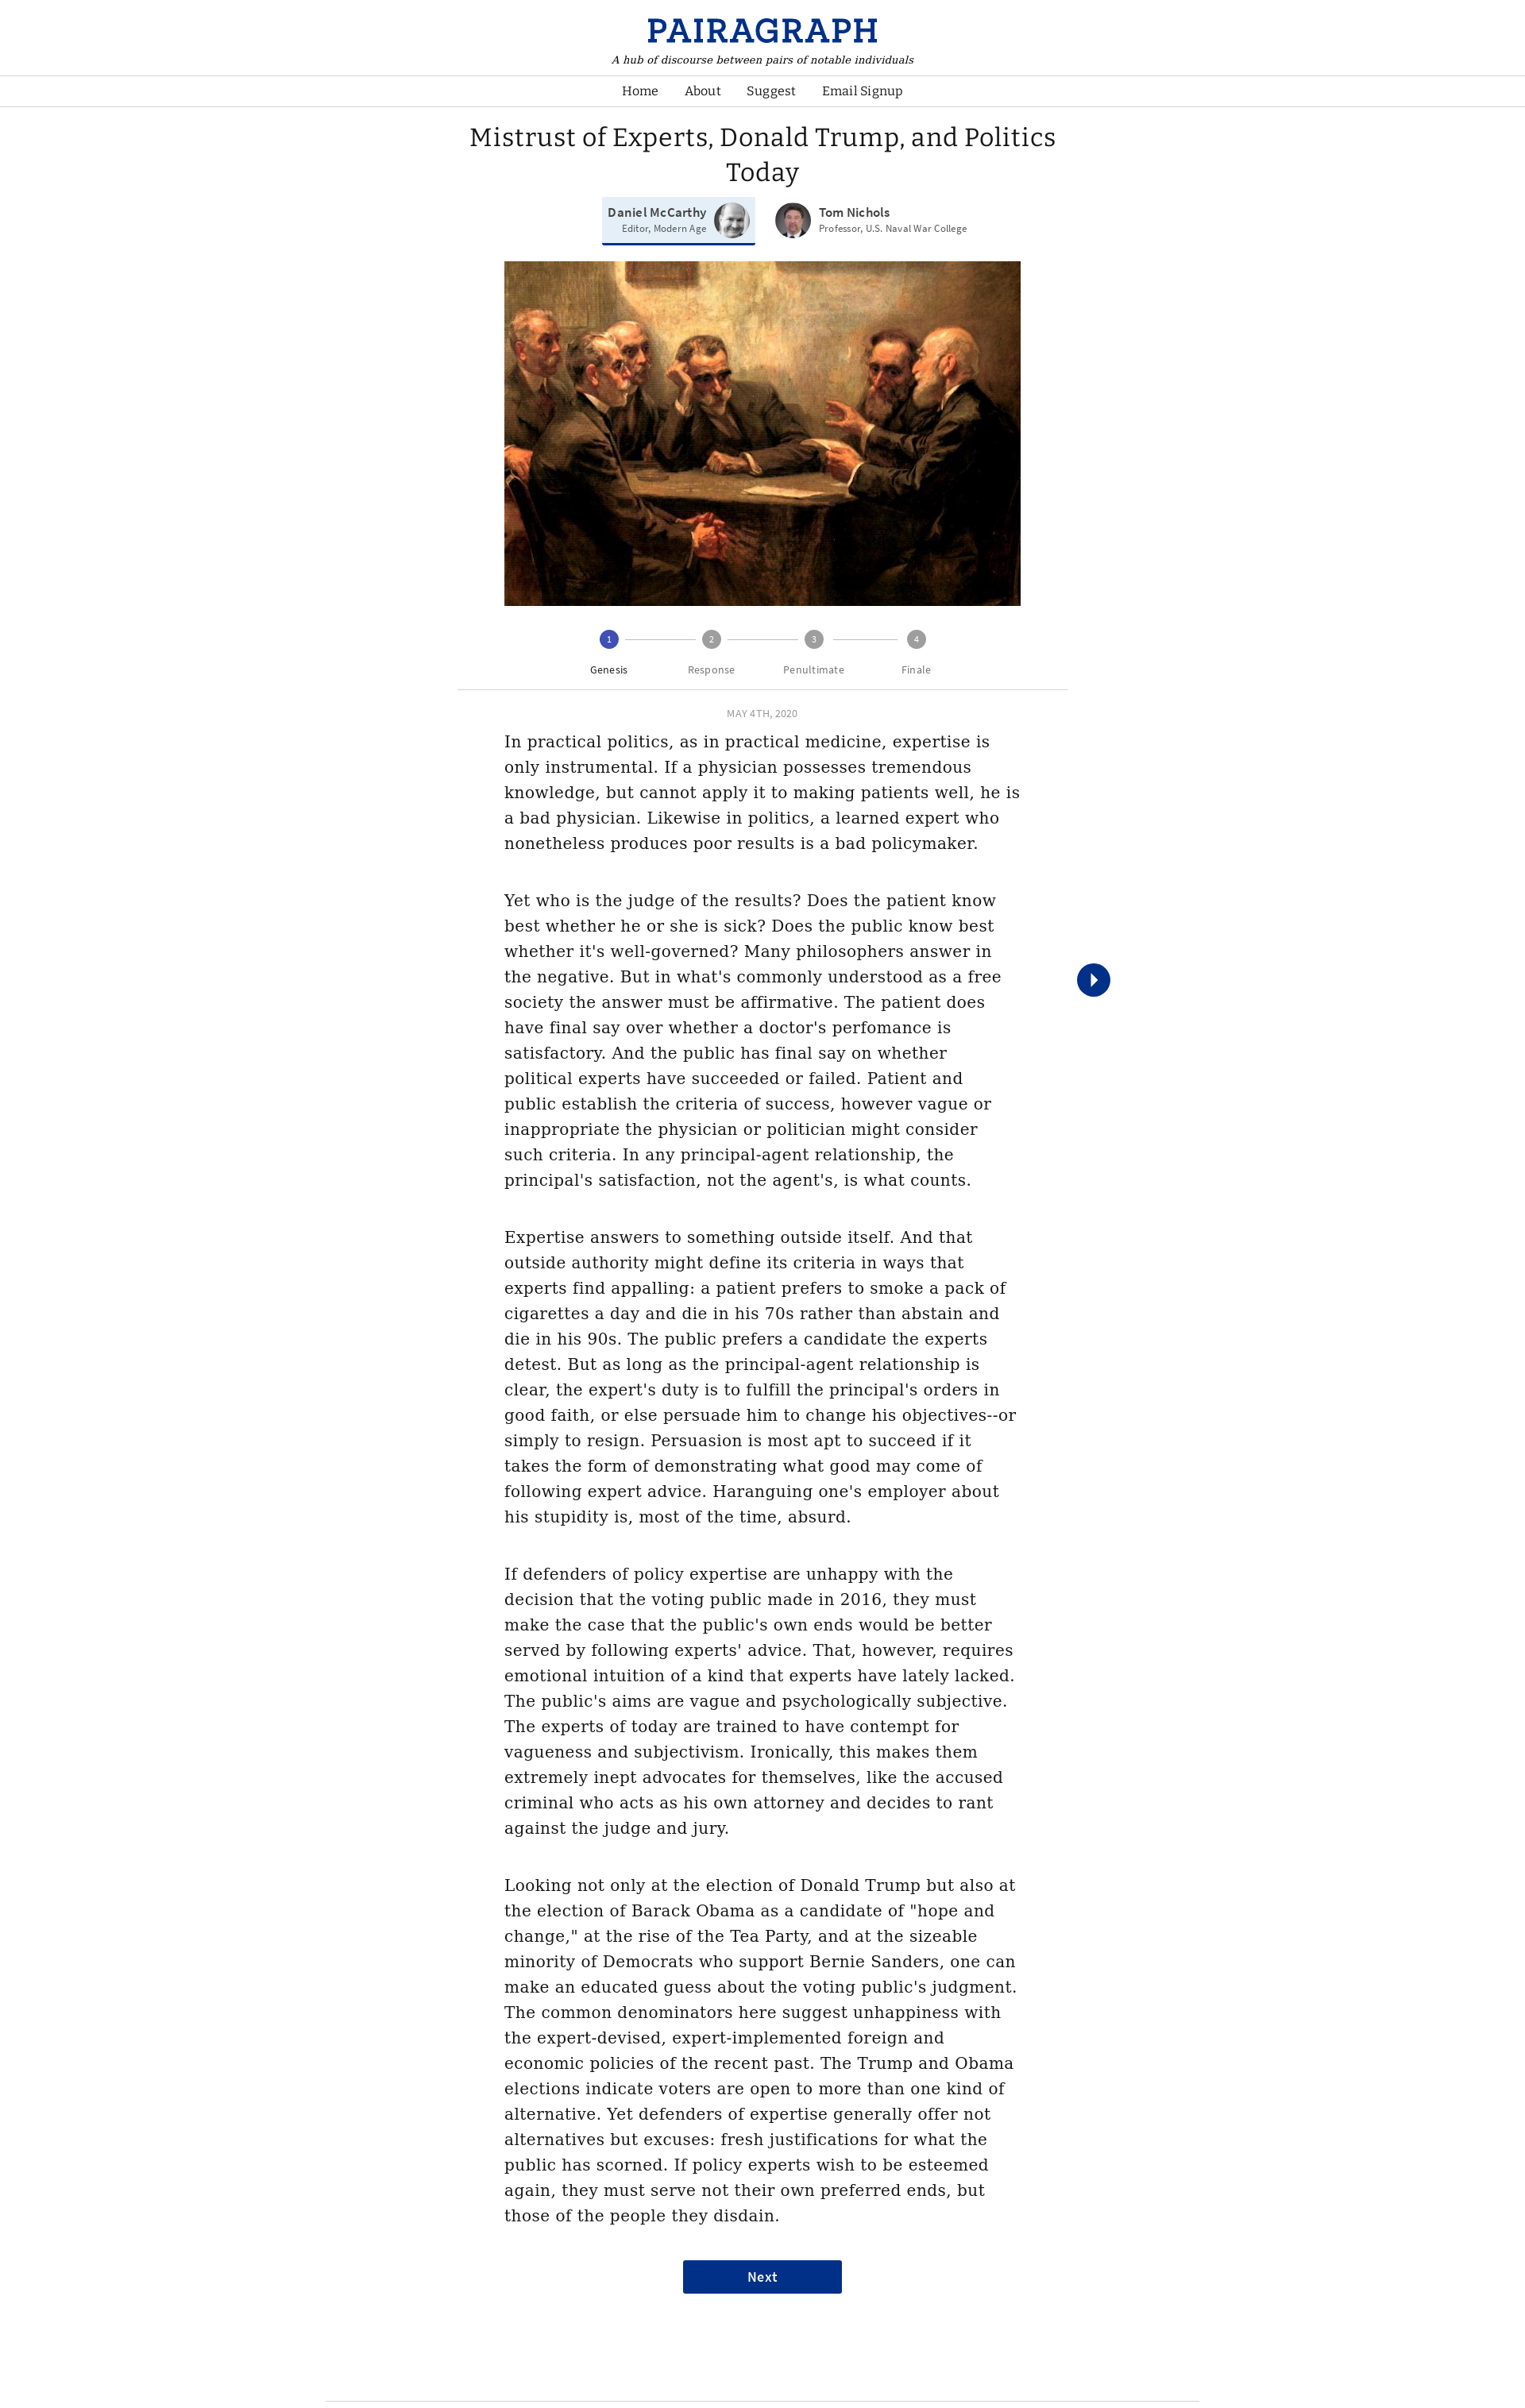 PAIRAGRAPH
A hub of discourse between pairs of notable individuals
Home About Suggest Email Signup
Mistrust of Experts, Donald Trump, and Politics
Today
Daniel McCarthy
Editor, Modern Age
Tom Nichols
Professor, U.S. Naval War College
1 2 3 4
Genesis Response Penultimate Finale
MAY 4TH, 2020
In practical politics, as in practical medicine, expertise is
only instrumental. If a physician possesses tremendous
knowledge, but cannot apply it to making patients well, he is
a bad physician. Likewise in politics, a learned expert who
nonetheless produces poor results is a bad policymaker.
Yet who is the judge of the results? Does the patient know
best whether he or she is sick? Does the public know best
whether it's well-governed? Many philosophers answer in
the negative. But in what's commonly understood as a free
society the answer must be affirmative. The patient does
have final say over whether a doctor's perfomance is
satisfactory. And the public has final say on whether
political experts have succeeded or failed. Patient and
public establish the criteria of success, however vague or
inappropriate the physician or politician might consider
such criteria. In any principal-agent relationship, the
principal's satisfaction, not the agent's, is what counts.
Expertise answers to something outside itself. And that
outside authority might define its criteria in ways that
experts find appalling: a patient prefers to smoke a pack of
cigarettes a day and die in his 70s rather than abstain and
die in his 90s. The public prefers a candidate the experts
detest. But as long as the principal-agent relationship is
clear, the expert's duty is to fulfill the principal's orders in
good faith, or else persuade him to change his objectives--or
simply to resign. Persuasion is most apt to succeed if it
takes the form of demonstrating what good may come of
following expert advice. Haranguing one's employer about
his stupidity is, most of the time, absurd.
If defenders of policy expertise are unhappy with the
decision that the voting public made in 2016, they must
make the case that the public's own ends would be better
served by following experts' advice. That, however, requires
emotional intuition of a kind that experts have lately lacked.
The public's aims are vague and psychologically subjective.
The experts of today are trained to have contempt for
vagueness and subjectivism. Ironically, this makes them
extremely inept advocates for themselves, like the accused
criminal who acts as his own attorney and decides to rant
against the judge and jury.
Looking not only at the election of Donald Trump but also at
the election of Barack Obama as a candidate of "hope and
change," at the rise of the Tea Party, and at the sizeable
minority of Democrats who support Bernie Sanders, one can
make an educated guess about the voting public's judgment.
The common denominators here suggest unhappiness with
the expert-devised, expert-implemented foreign and
economic policies of the recent past. The Trump and Obama
elections indicate voters are open to more than one kind of
alternative. Yet defenders of expertise generally offer not
alternatives but excuses: fresh justifications for what the
public has scorned. If policy experts wish to be esteemed
again, they must serve not their own preferred ends, but
those of the people they disdain.
Next